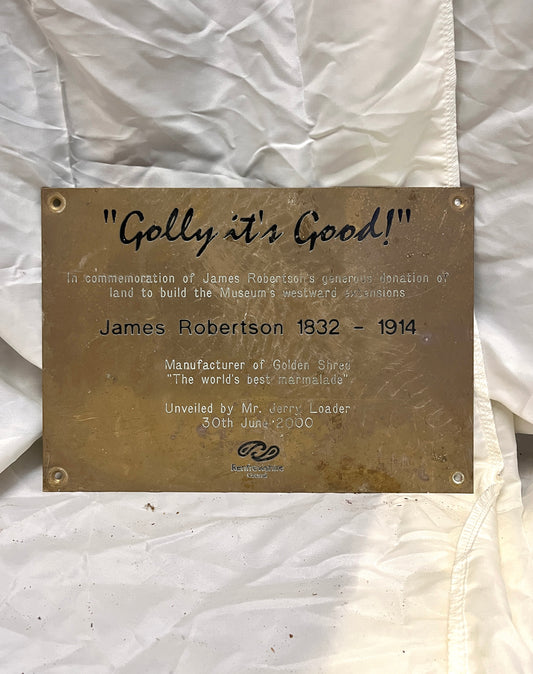 "Golly it's Good!"
In commemoration of James Robertson's generous donation of
land to build the Museum's westward extensions
James Robertson 1832 - 1914
Manufacturer of Golden Shred
"The world's best marmalade"
Unveiled by Mr. Jerry Loader
30th June 2000
Renfrewshire
Council